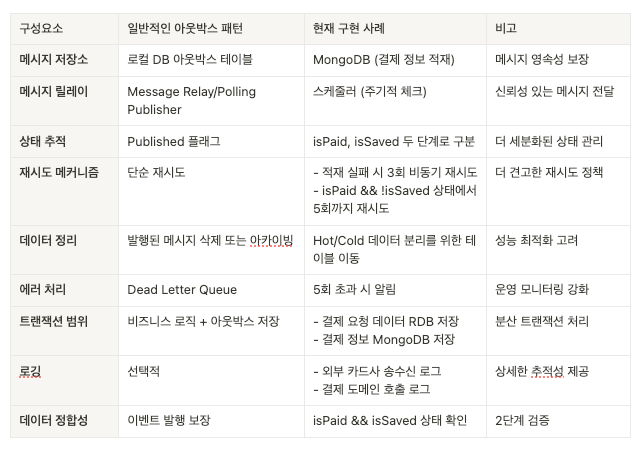 구성요소 일반적인 아웃박스 패턴 현재 구현 사례 비고
메시지 저장소 로컬 DB 아웃박스 테이블 MongoDB (결제 정보 적재) 메시지 영속성 보장
메시지 릴레이 Message Relay/Polling 스케줄러 (주기적 체크) 신뢰성 있는 메시지 전달
Publisher
상태 추적 Published 플래그 isPaid, isSaved 두 단계로 구분 더 세분화된 상태 관리
재시도 메커니즘 단순 재시도 - 적재 실패 시 3회 비동기 재시도 더 견고한 재시도 정책
- isPaid && !isSaved 상태에서
5회까지 재시도
데이터 정리 발행된 메시지 삭제 또는 아카이빙 Hot/Cold 데이터 분리를 위한 테 성능 최적화 고려
이블 이동
에러 처리 Dead Letter Queue 5회 초과 시 알림 운영 모니터링 강화
트랜잭션 범위 비즈니스 로직 + 아웃박스 저장 - 결제 요청 데이터 RDB 저장 분산 트랜잭션 처리
- 결제 정보 MongoDB 저장
로깅 선택적 - 외부 카드사 송수신 로그 상세한 추적성 제공
- 결제 도메인 호출 로그
데이터 정합성 이벤트 발행 보장 isPaid && isSaved 상태 확인 2단계 검증